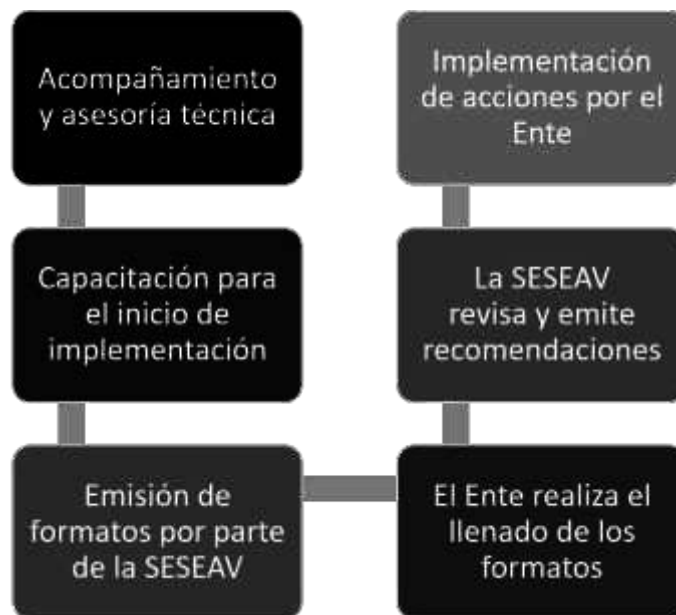 Acompañamiento
y asesoría técnica
Capacitación para
el inicio de
implementación
Emisión de
formatos por parte
de la SESEAV
El Ente realiza el
llenado de los
formatos
La SESEAV
revisa y emite
recomendaciones
Implementación
de acciones por el
Ente